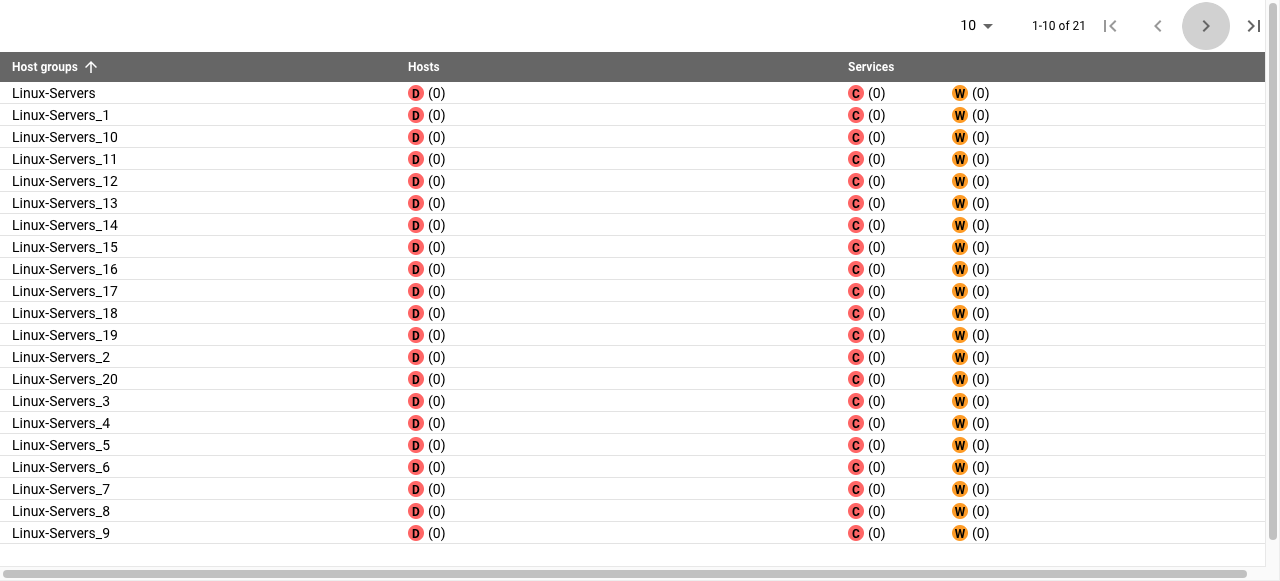 10 1-10 of 21
Host groups Hosts Services
Linux-Servers D (0) C (0) W (0)
Linux-Servers_1 D (0) C (0) W (0)
Linux-Servers_10 D (0) C (0) W (0)
Linux-Servers_11 D (0) C (0) W (0)
Linux-Servers_12 D (0) C (0) W (0)
Linux-Servers_13 D (0) C (0) W (0)
Linux-Servers_14 D (0) C (0) W (0)
Linux-Servers_15 D (0) C (0) W (0)
Linux-Servers_16 D (0) C (0) W (0)
Linux-Servers_17 D (0) C (0) W (0)
Linux-Servers_18 D (0) C (0) W (0)
Linux-Servers_19 D (0) C (0) W (0)
Linux-Servers_2 D (0) C (0) W (0)
Linux-Servers_20 D (0) C (0) W (0)
Linux-Servers_3 D (0) C (0) W (0)
Linux-Servers_4 D (0) C (0) W (0)
Linux-Servers_5 D (0) C (0) W (0)
Linux-Servers_6 D (0) C (0) W (0)
Linux-Servers_7 D (0) C (0) W (0)
Linux-Servers_8 D (0) C (0) W (0)
Linux-Servers_9 D (0) C (0) W (0)